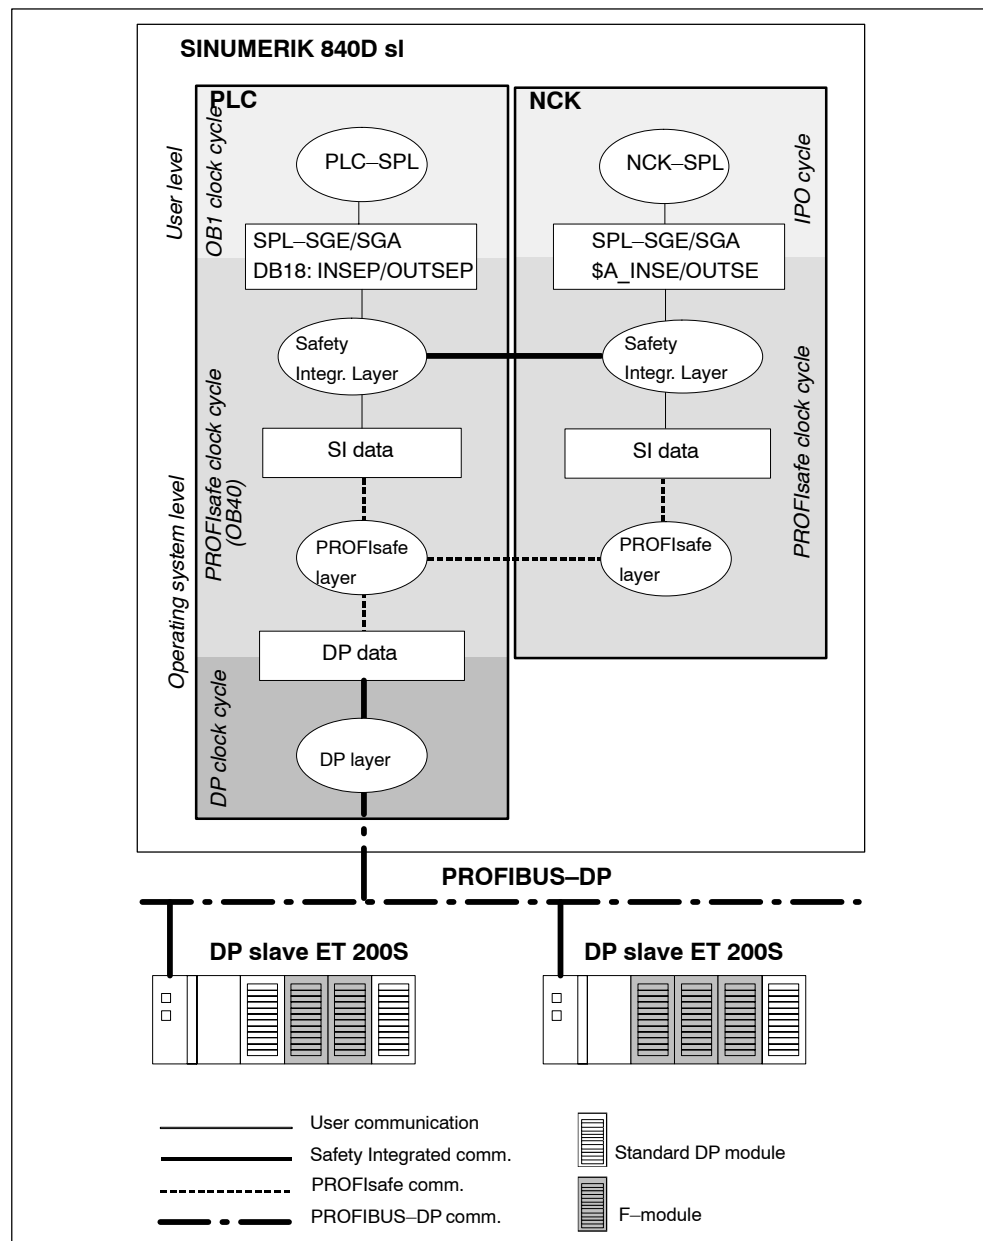 SINUMERIK 840D sl
PLC
NCK
User level
OB1 clock cycle
IPO cycle
PLC–SPL
NCK–SPL
SPL–SGE/SGA
DB18: INSEP/OUTSEP
SPL–SGE/SGA
$A_INSE/OUTSE
Safety
Integr. Layer
Safety
Integr. Layer
Operating system level
PROFIsafe clock cycle
(OB40)
PROFIsafe clock cycle
SI data
SI data
PROFIsafe
layer
PROFIsafe
layer
DP data
DP clock cycle
DP layer
PROFIBUS–DP
DP slave ET 200S
DP slave ET 200S
User communication
Safety Integrated comm.
PROFIsafe comm.
PROFIBUS–DP comm.
Standard DP module
F–module